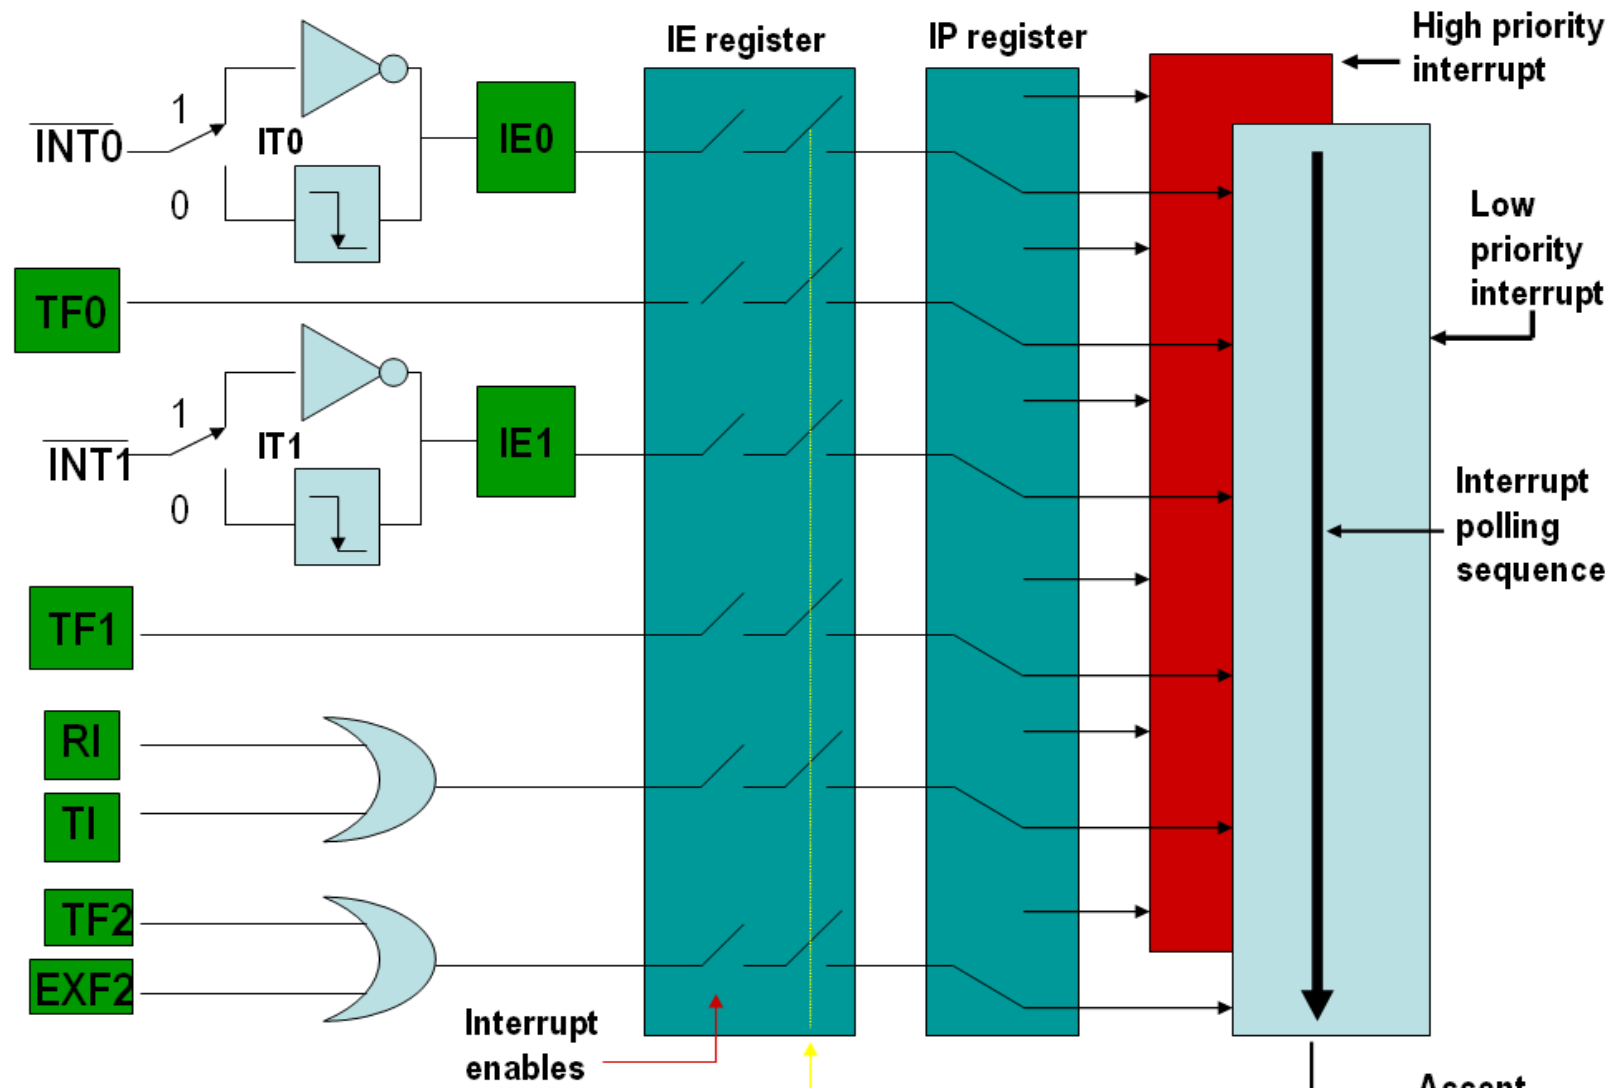 IE register
IP register
High priority
interrupt
1
INT0
IT0
IE0
0
Low
priority
interrupt
TF0
1
INT1
IT1
IE1
0
Interrupt
polling
sequence
TF1
RI
TI
TF2
EXF2
Interrupt
enables